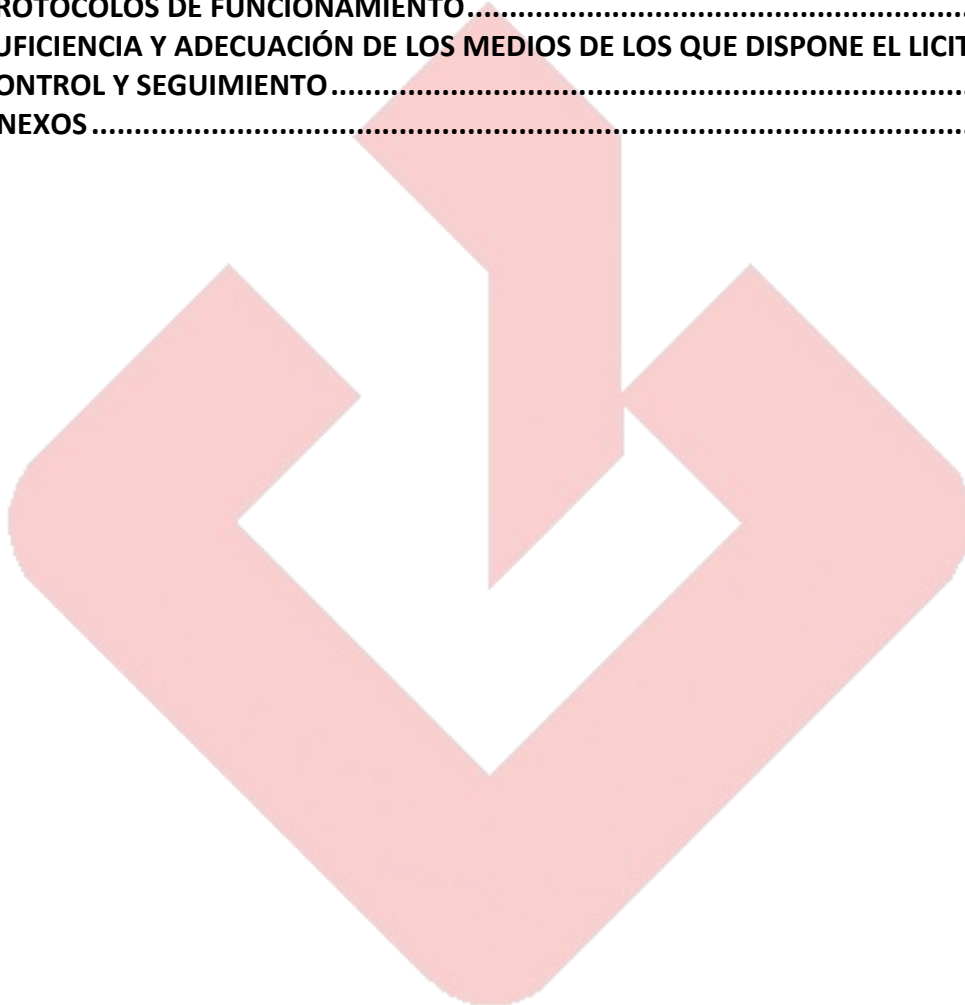 ROTOCOLOS DE FUNCIONAMIENTO
UFICIENCIA Y ADECUACIÓN DE LOS MEDIOS DE LOS QUE DISPONE EL LICIT
ONTROL Y SEGUIMIENTO
NEXOS